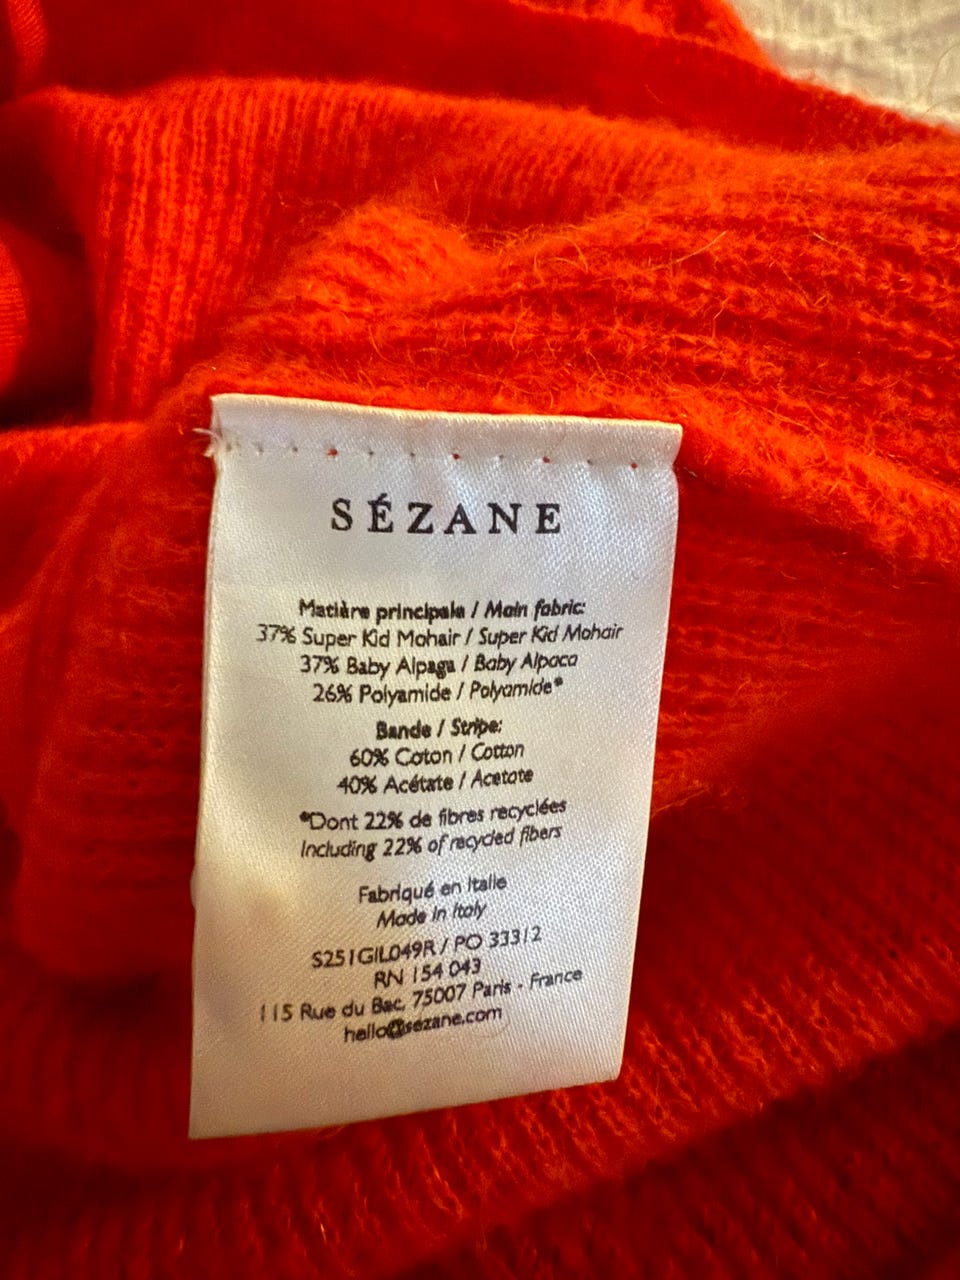 SÉZANE
Matière principale / Main fabric:
37% Super Kid Mohair / Super Kid Mohair
37% Baby Alpaga / Baby Alpaca
26% Polyamide / Polyamide*
Bande / Stripe:
60% Coton / Cotton
40% Acétate / Acetate
*Dont 22% de fibres recyclées
Including 22% of recycled fibers
Fabriqué en Italie
Made in Italy
S251GIL049R / PO 33312
RN 154 043
115 Rue du Bac, 75007 Paris - France
hello@sezane.com